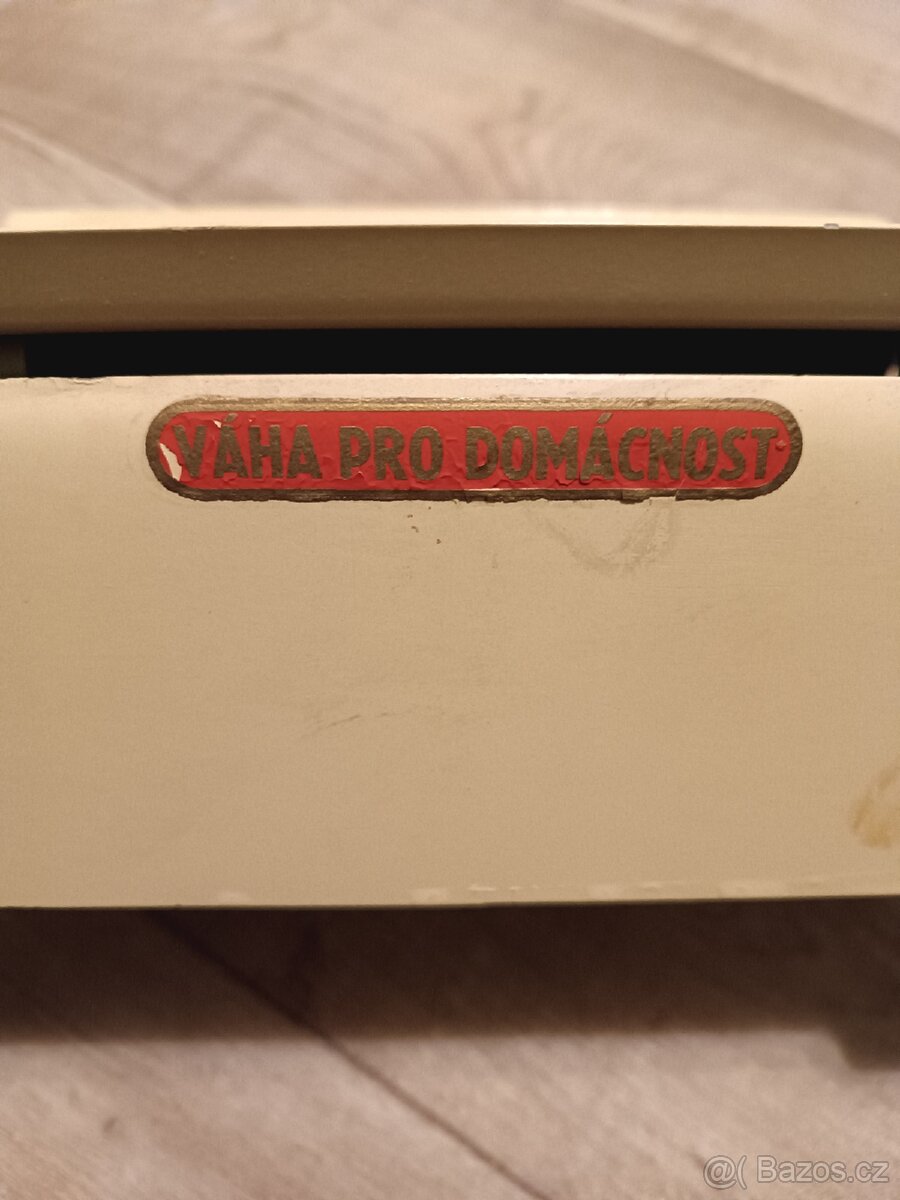 VÁHA PRO DOMÁCNOST
@( Bazos.cz